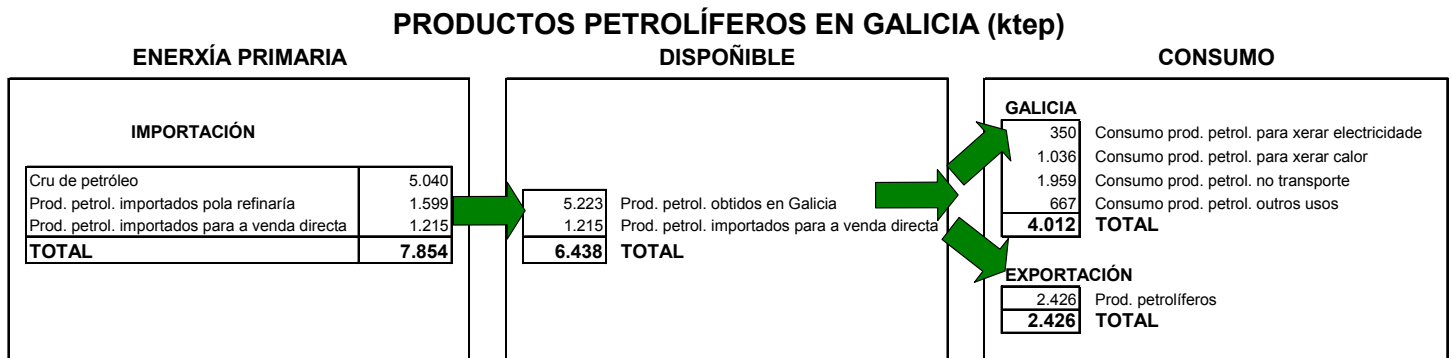 PRODUCTOS PETROLÍFEROS EN GALICIA (ktep)
ENERXÍA PRIMARIA
IMPORTACIÓN
Cru de petróleo 5.040
Prod. petrol. importados pola refinaría 1.599
Prod. petrol. importados para a venda directa 1.215
TOTAL 7.854
DISPOÑIBLE
5.223 Prod. petrol. obtidos en Galicia
1.215 Prod. petrol. importados para a venda directa
6.438 TOTAL
CONSUMO
GALICIA
350 Consumo prod. petrol. para xerar electricidade
1.036 Consumo prod. petrol. para xerar calor
1.959 Consumo prod. petrol. no transporte
667 Consumo prod. petrol. outros usos
4.012 TOTAL
EXPORTACIÓN
2.426 Prod. petrolíferos
2.426 TOTAL